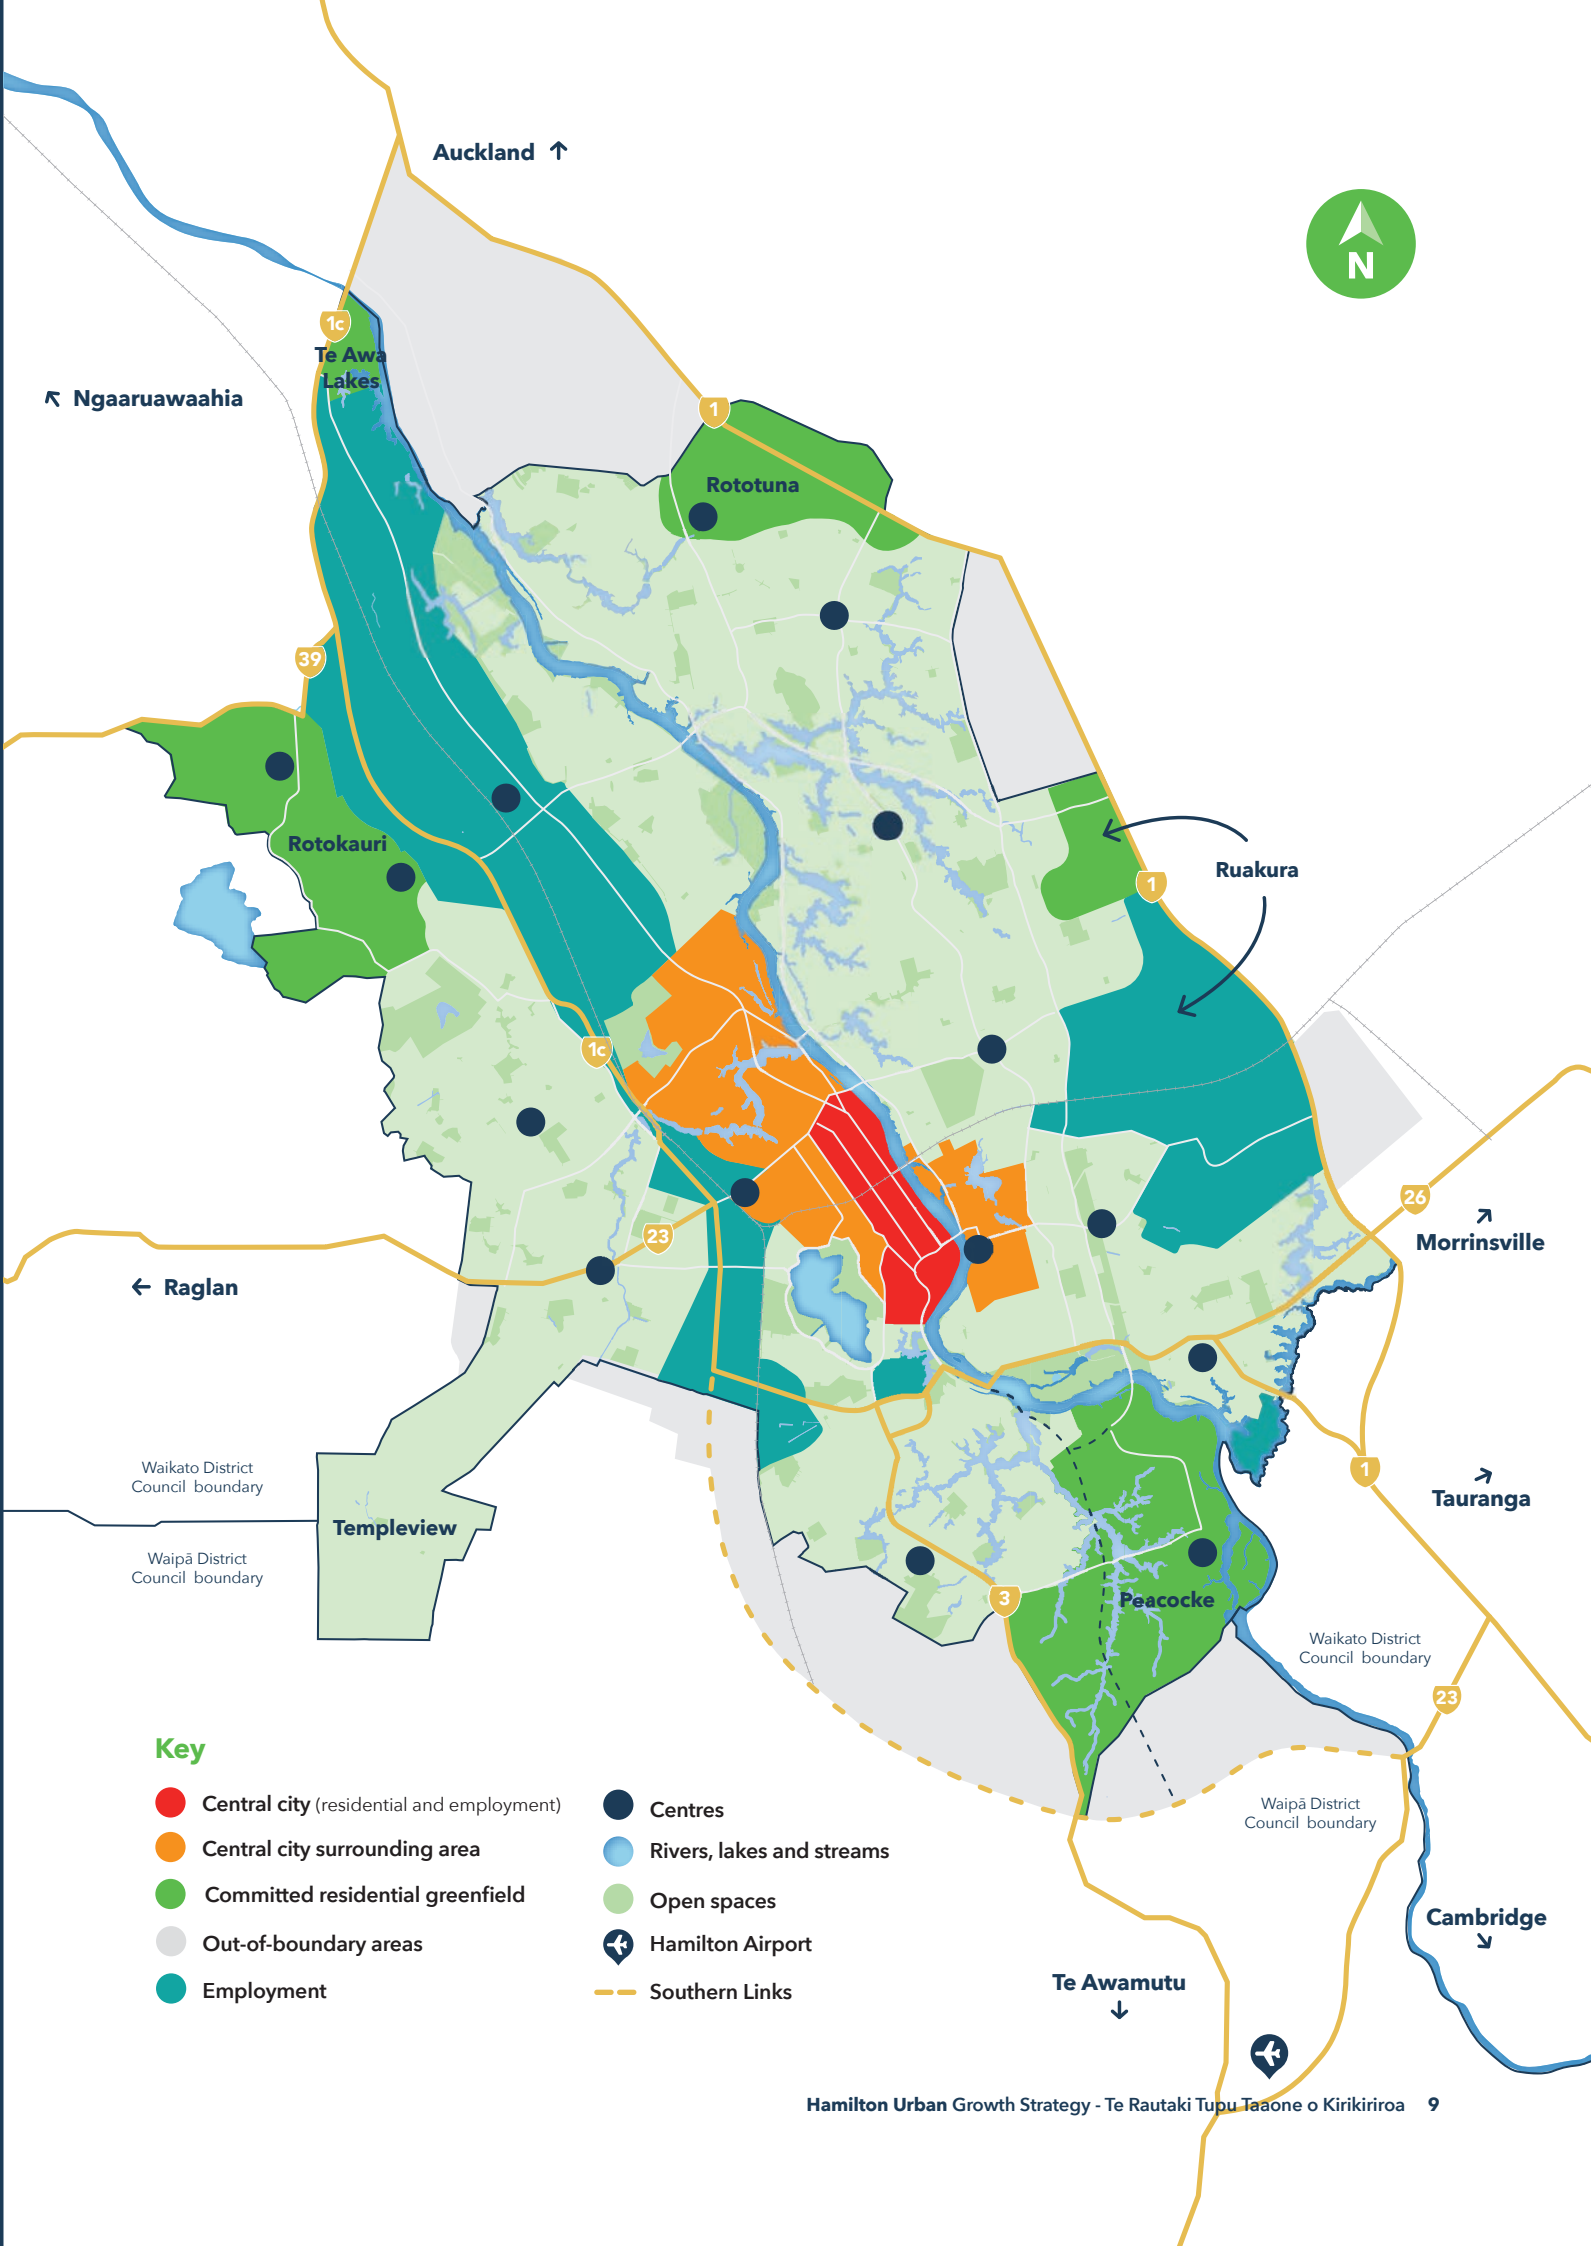 Auckland ↑
N
1c
Te Awa
Lakes
Ngaaruawaahia
1
Rototuna
39
Rotokauri
Ruakura
1
1c
26
Morrinsville
23
Raglan
Waikato District
Council boundary
Templeview
Waipā District
Council boundary
1
Tauranga
3
Peacocke
Waikato District
Council boundary
23
Waipā District
Council boundary
Cambridge
Te Awamutu
Key
Central city (residential and employment)
Central city surrounding area
Committed residential greenfield
Out-of-boundary areas
Employment
Centres
Rivers, lakes and streams
Open spaces
Hamilton Airport
Southern Links
Hamilton Urban Growth Strategy - Te Rautaki Tupu Taaone o Kirikiriroa 9